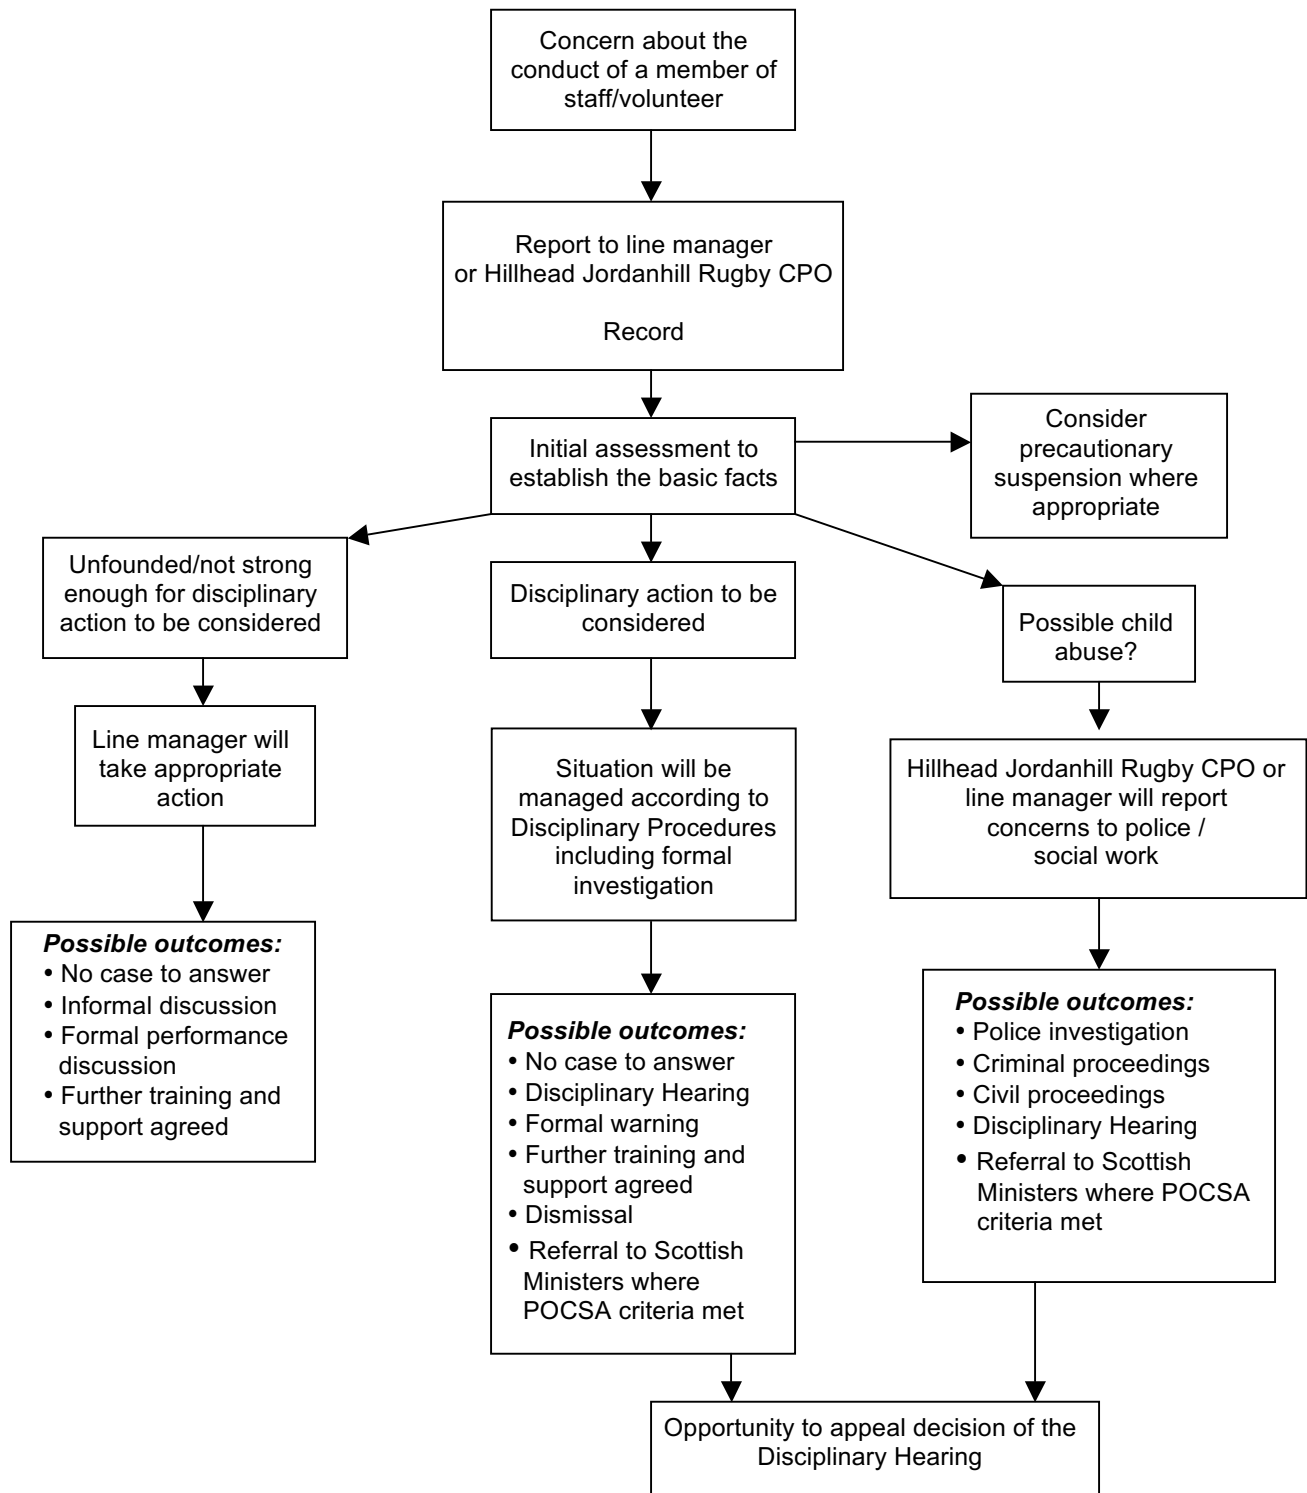 Concern about the
conduct of a member of
staff/volunteer
Report to line manager
or Hillhead Jordanhill Rugby CPO
Record
Initial assessment to
establish the basic facts
Consider
precautionary
suspension where
appropriate
Unfounded/not strong
enough for disciplinary
action to be considered
Disciplinary action to be
considered
Possible child
abuse?
Line manager will
take appropriate
action
Situation will be
managed according to
Disciplinary Procedures
including formal
investigation
Hillhead Jordanhill Rugby CPO or
line manager will report
concerns to police /
social work
Possible outcomes:
• No case to answer
• Informal discussion
• Formal performance
discussion
• Further training and
support agreed
Possible outcomes:
• No case to answer
• Disciplinary Hearing
• Formal warning
• Further training and
support agreed
• Dismissal
• Referral to Scottish
Ministers where
POCSA criteria met
Possible outcomes:
• Police investigation
• Criminal proceedings
• Civil proceedings
• Disciplinary Hearing
• Referral to Scottish
Ministers where POCSA
criteria met
Opportunity to appeal decision of the
Disciplinary Hearing